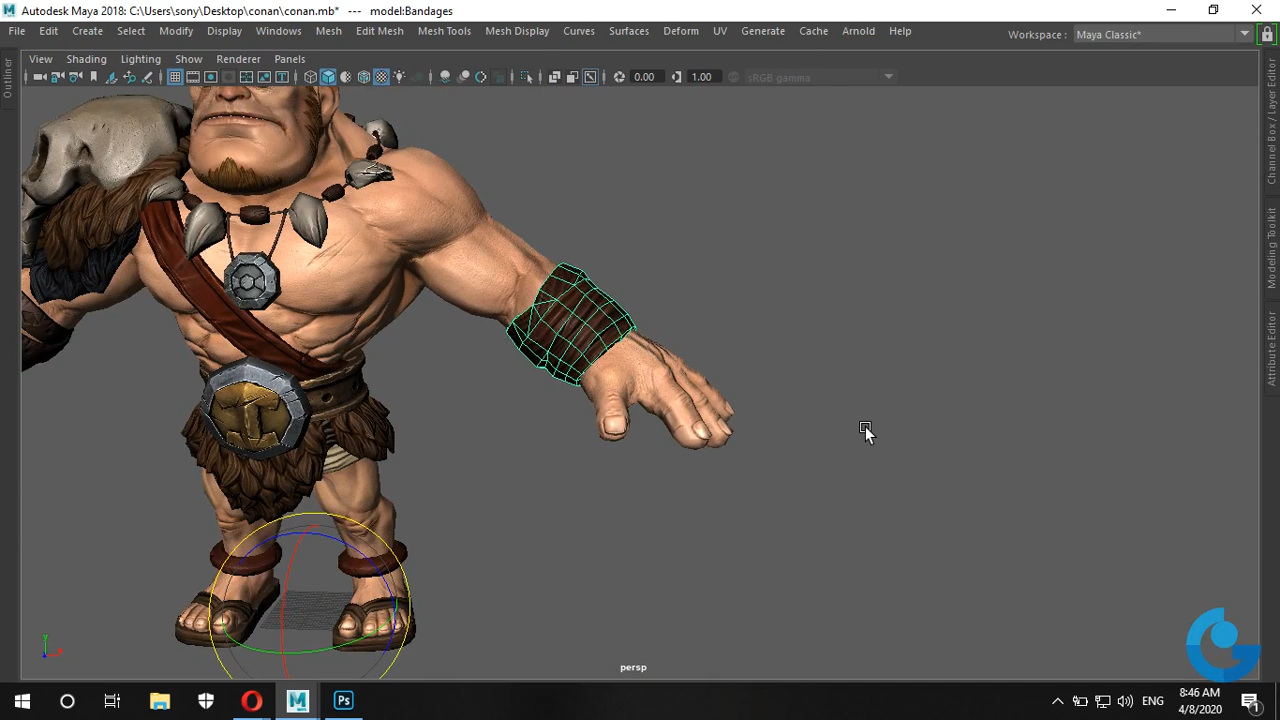 Autodesk Maya 2018: C:\Users\sony\Desktop\conan\conan.mb* --- model:Bandages
File Edit Create Select Modify Display Windows Mesh Edit Mesh Mesh Tools Mesh Display Curves Surfaces Deform UV Generate Cache Arnold Help Workspace : Maya Classic*
View Shading Lighting Show Renderer Panels
0.00 1.00 sRGB gamma
Outliner
Channel Box / Layer Editor
Modeling Toolkit
Attribute Editor
y
persp
Ps
ENG
8:46 AM
4/8/2020
1